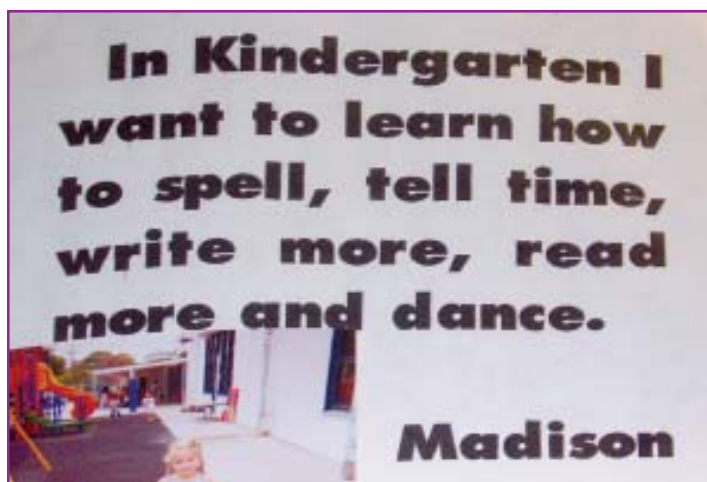 In Kindergarten I
want to learn how
to spell, tell time,
write more, read
more and dance.
Madison